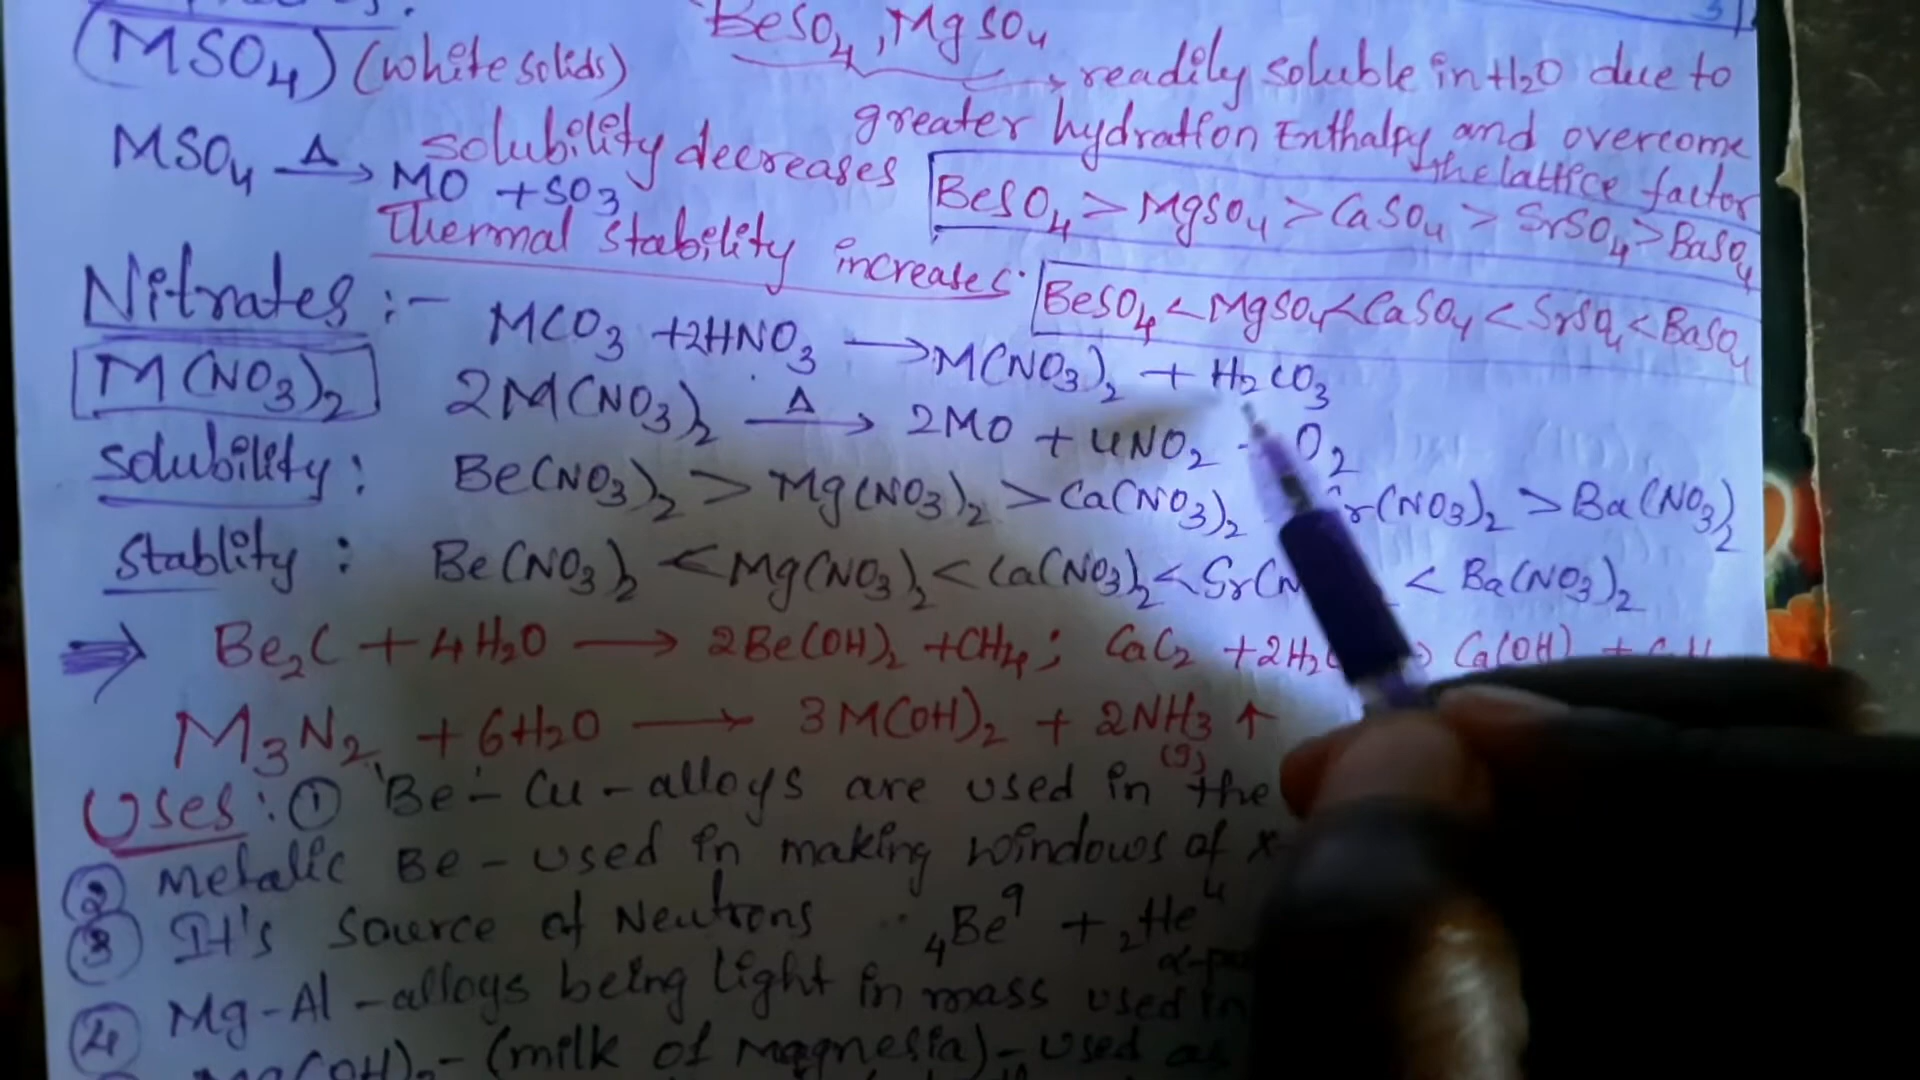 BeSO4, MgSO4
(MSO4) (white solids) → readily soluble in H2O due to
greater hydration Enthalpy and overcome the lattice factor
MSO4 —Δ→ MO + SO3
solubility decreases BeSO4 > MgSO4 > CaSO4 > SrSO4 > BaSO4
Thermal stability increases: BeSO4 < MgSO4 < CaSO4 < SrSO4 < BaSO4
Nitrates :- MCO3 + 2HNO3 → M(NO3)2 + H2CO3
M(NO3)2 2M(NO3)2 —Δ→ 2MO + 4NO2 + O2
Solubility : Be(NO3)2 > Mg(NO3)2 > Ca(NO3)2 r(NO3)2 > Ba(NO3)2
Stablity : Be(NO3)2 < Mg(NO3)2 < Ca(NO3)2 < Sr(N < Ba(NO3)2
⇒ Be2C + 4H2O → 2Be(OH)2 + CH4 ; CaC2 + 2H2 → Ca(OH) +
M3N2 + 6H2O → 3M(OH)2 + 2NH3 ↑ (g)
Uses : ① Be - Cu - alloys are used in the
② Metalic Be - used in making windows of x-
③ It's source of Neutrons 4Be9 + 2He4
④ Mg-Al - alloys being light in mass used in
(milk of magnesia) - used as